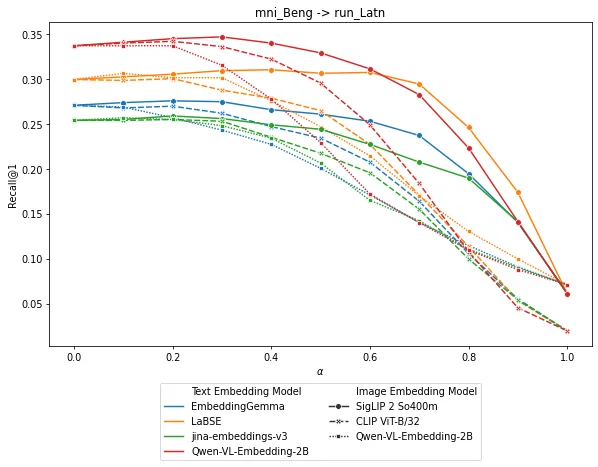 mni_Beng -> run_Latn
Recall@1
0.35
0.30
0.25
0.20
0.15
0.10
0.05
0.0 0.2 0.4 0.6 0.8 1.0
α
Text Embedding Model
EmbeddingGemma
LaBSE
jina-embeddings-v3
Qwen-VL-Embedding-2B
Image Embedding Model
SigLIP 2 So400m
CLIP ViT-B/32
Qwen-VL-Embedding-2B